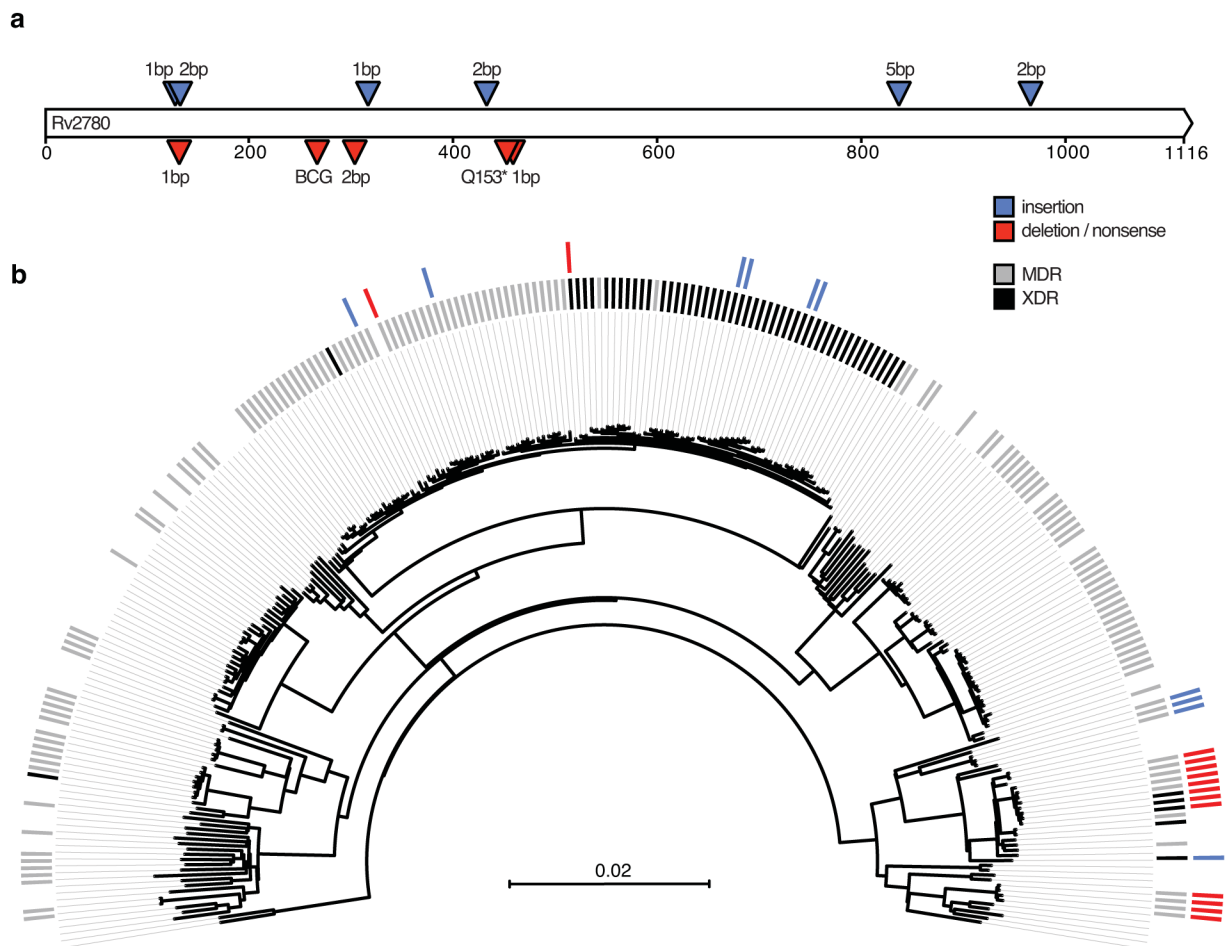 a
1bp 2bp 1bp 2bp 5bp 2bp
Rv2780
0 200 400 600 800 1000 1116
1bp BCG 2bp Q153* 1bp
insertion
deletion / nonsense
b
MDR
XDR
0.02